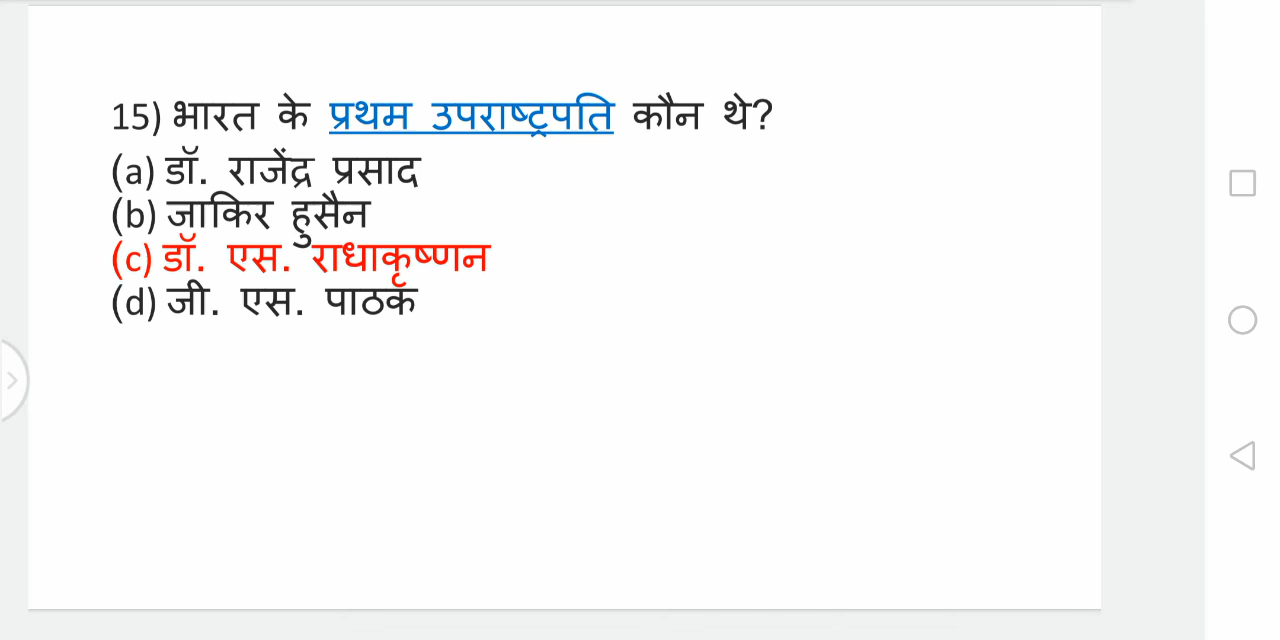 15) भारत के प्रथम उपराष्ट्रपति कौन थे?
(a) डॉ. राजेंद्र प्रसाद
(b) जाकिर हुसैन
(c) डॉ. एस. राधाकृष्णन
(d) जी. एस. पाठक